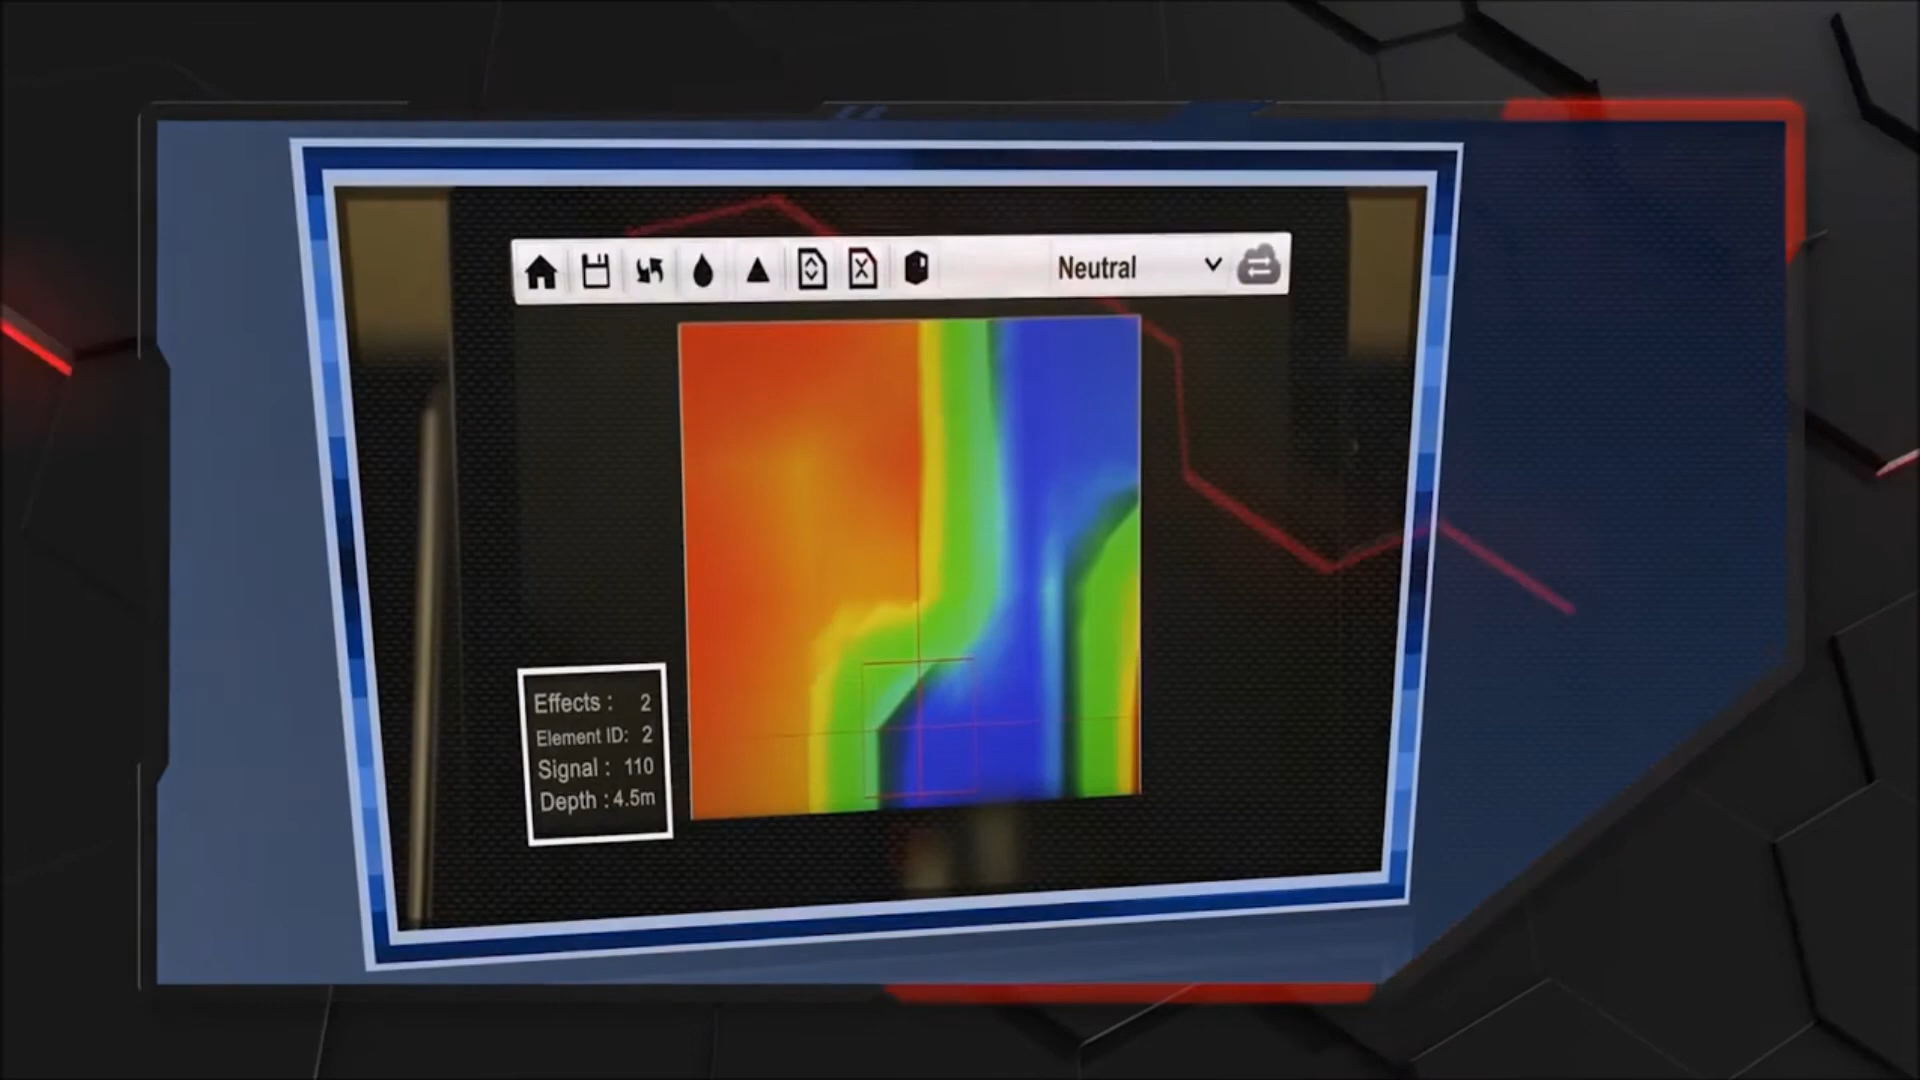 Neutral
Effects : 2
Element ID: 2
Signal : 110
Depth : 4.5m